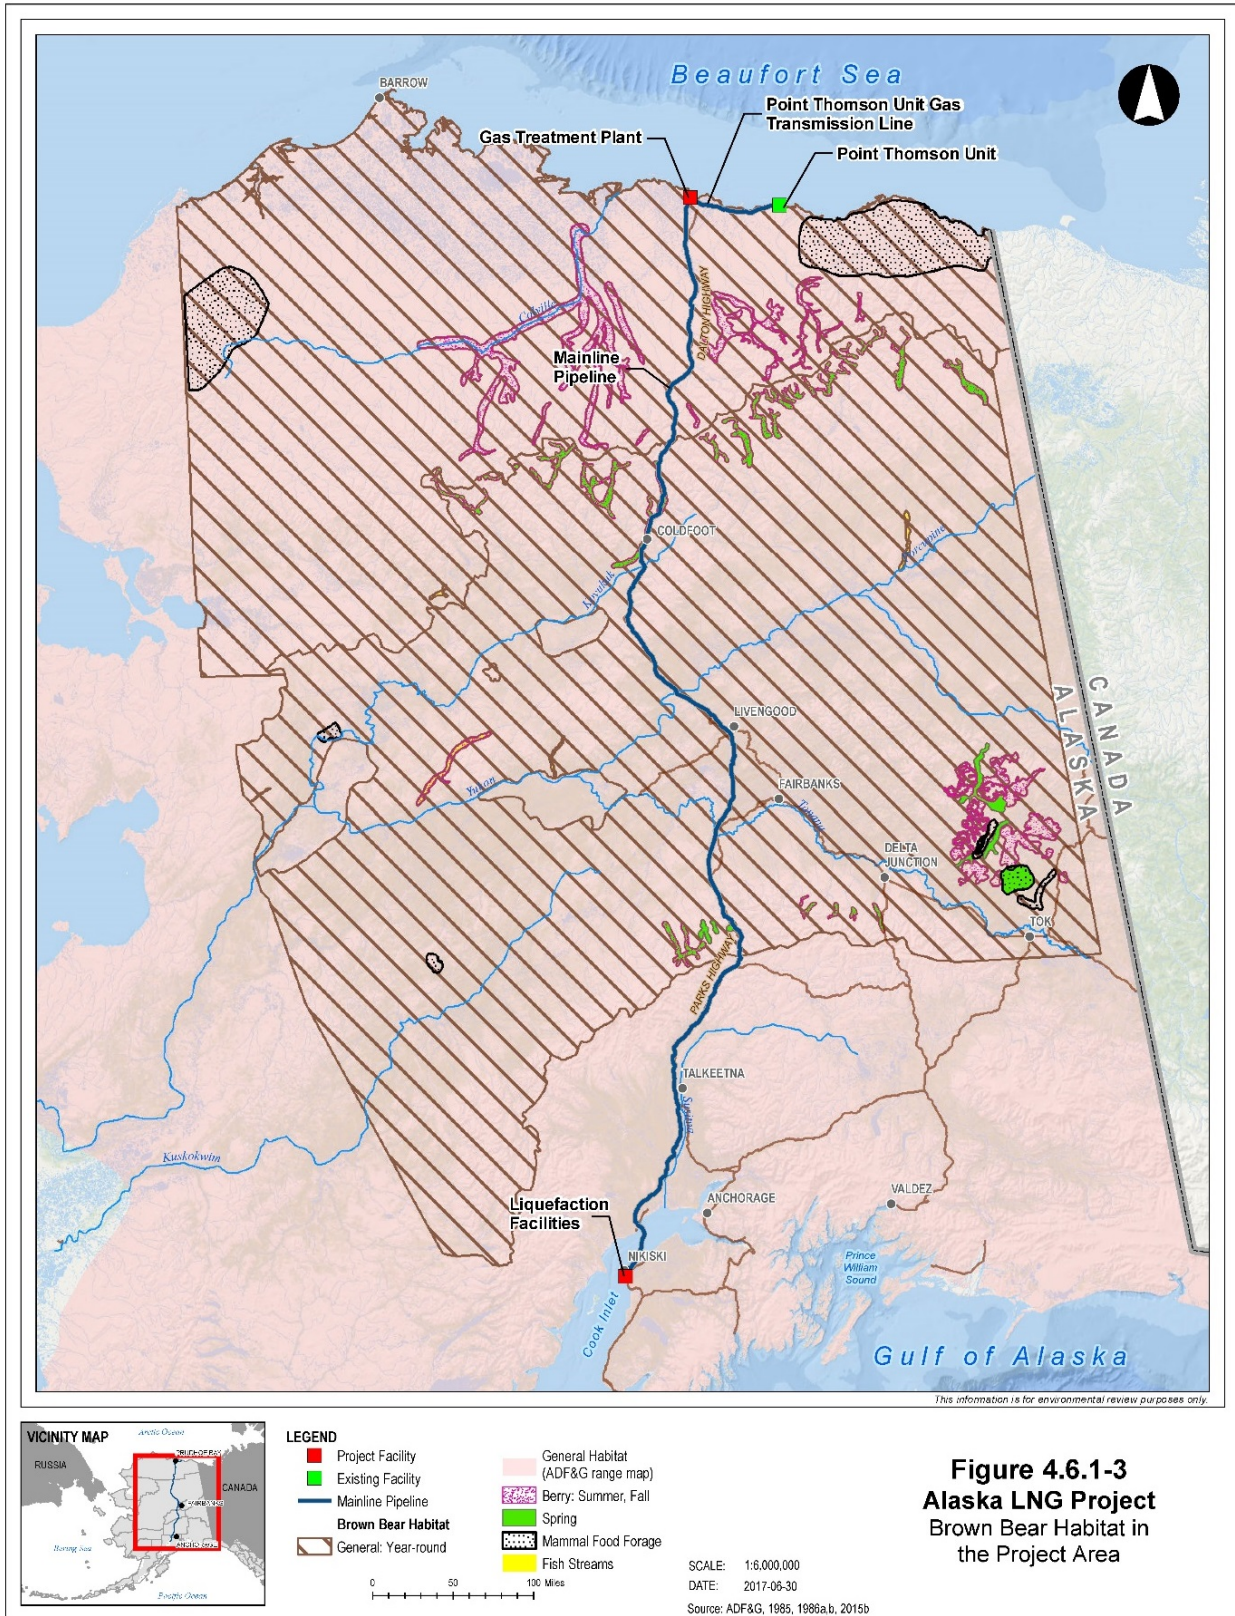 Beaufort Sea
BARROW
Point Thomson Unit Gas
Transmission Line
Gas Treatment Plant
Point Thomson Unit
DALTON HIGHWAY
Colville
Mainline
Pipeline
COLDFOOT
Porcupine
Koyukuk
CANADA
ALASKA
LIVENGOOD
FAIRBANKS
Yukon
Tanana
DELTA
JUNCTION
TOK
PARKS HIGHWAY
TALKEETNA
Susitna
Kuskokwim
ANCHORAGE
VALDEZ
Liquefaction
Facilities
NIKISKI
Prince
William
Sound
Cook Inlet
Gulf of Alaska
This information is for environmental review purposes only.
VICINITY MAP
Arctic Ocean
RUSSIA
PRUDHOE BAY
CANADA
FAIRBANKS
Bering Sea
ANCHORAGE
Pacific Ocean
LEGEND
Project Facility
Existing Facility
Mainline Pipeline
Brown Bear Habitat
General: Year-round
General Habitat
(ADF&G range map)
Berry: Summer, Fall
Spring
Mammal Food Forage
Fish Streams
0 50 100 Miles
SCALE: 1:6,000,000
DATE: 2017-06-30
Source: ADF&G, 1985, 1986a,b, 2015b
Figure 4.6.1-3
Alaska LNG Project
Brown Bear Habitat in
the Project Area